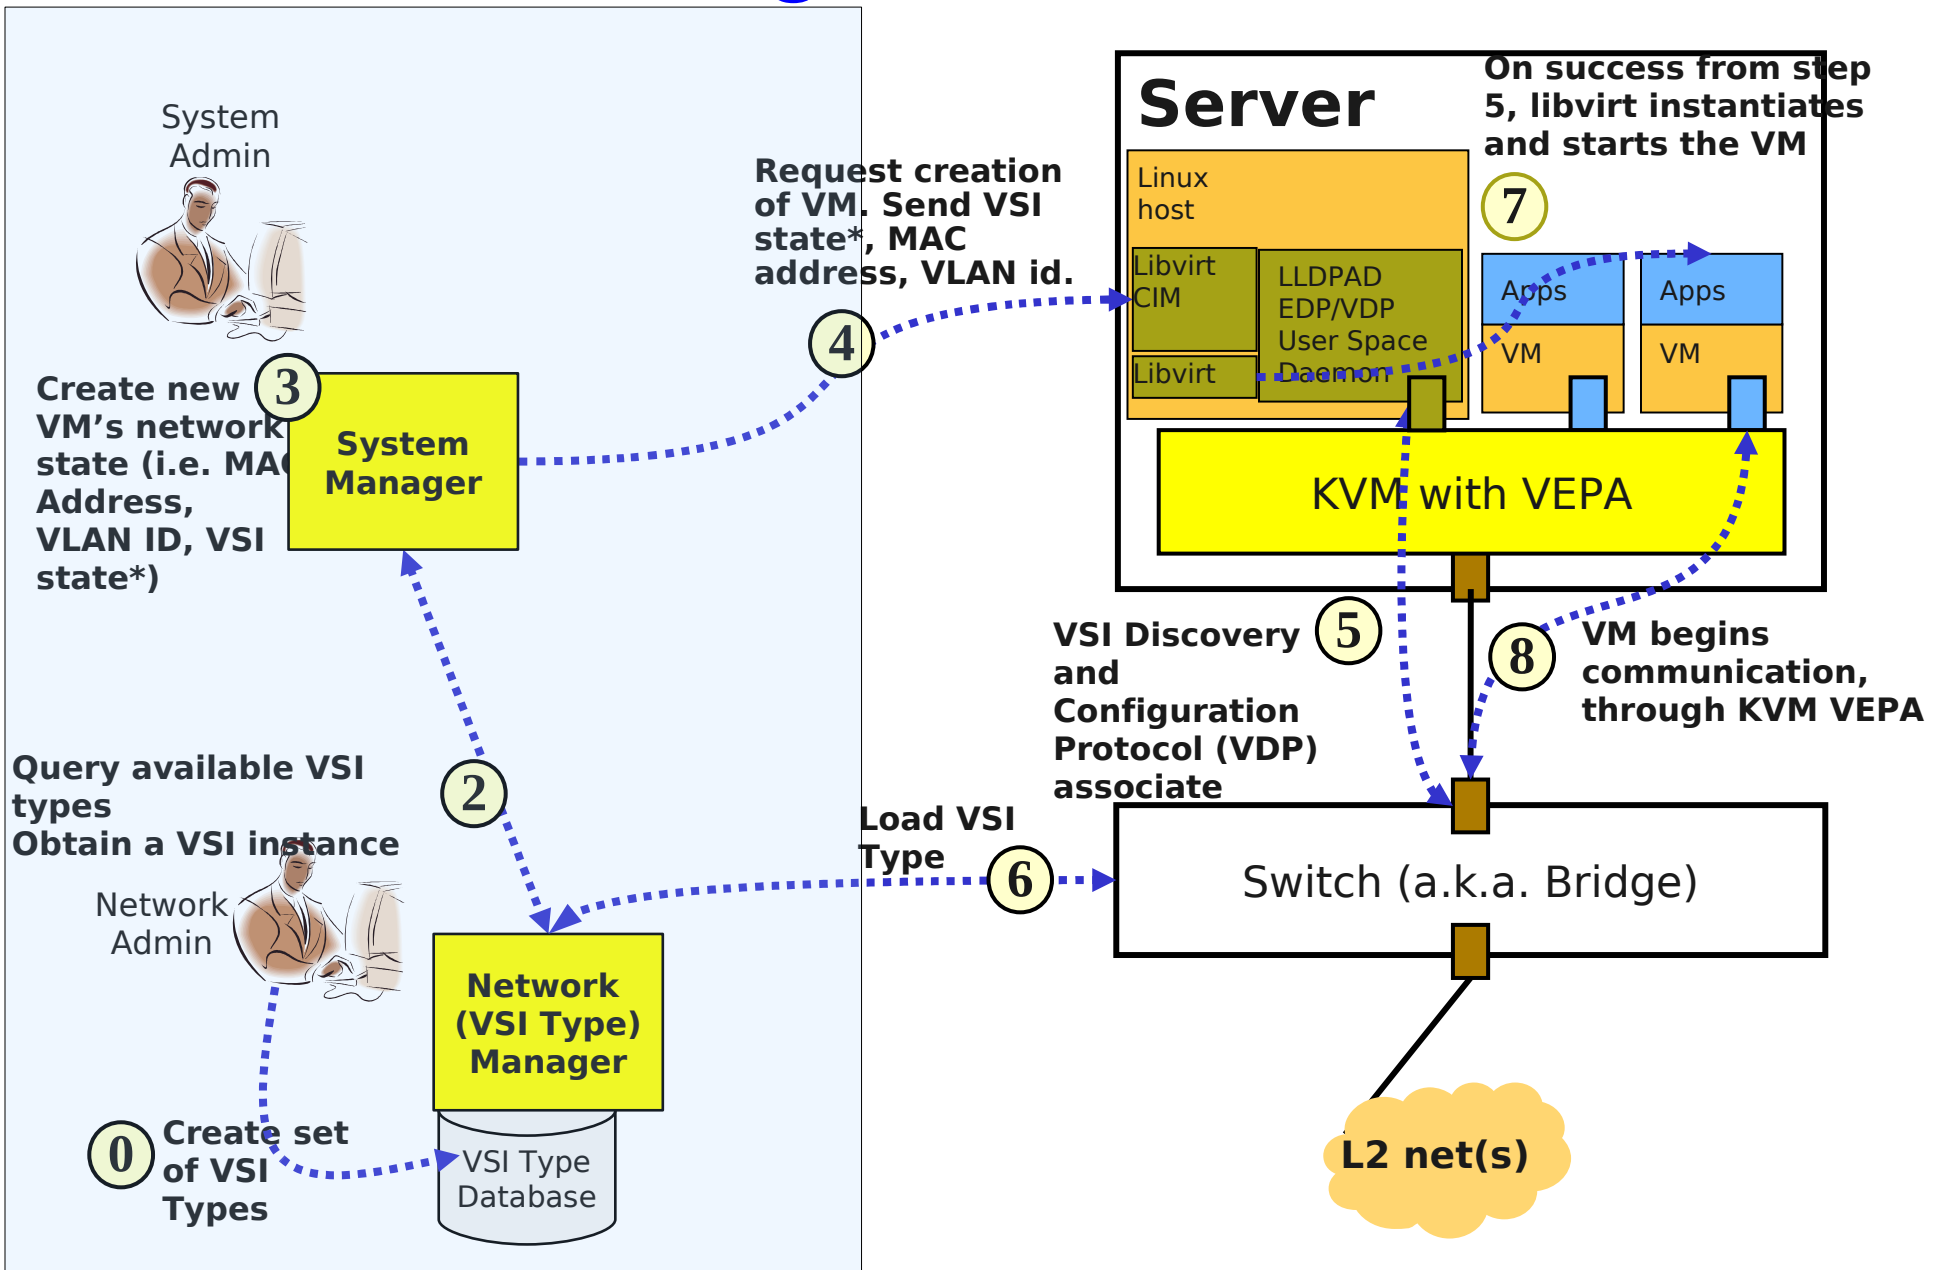 System
Admin
Create new
VM’s network
state (i.e. MAC
Address,
VLAN ID, VSI
state*)
3
System
Manager
Request creation
of VM. Send VSI
state*, MAC
address, VLAN id.
4
Server
On success from step
5, libvirt instantiates
and starts the VM
7
Linux
host
Libvirt
CIM
Libvirt
LLDPAD
EDP/VDP
User Space
Daemon
Apps
VM
Apps
VM
KVM with VEPA
VSI Discovery
and
Configuration
Protocol (VDP)
associate
5
8
VM begins
communication,
through KVM VEPA
Query available VSI
types
Obtain a VSI instance
2
Load VSI
Type
6
Switch (a.k.a. Bridge)
Network
Admin
Network
(VSI Type)
Manager
0
Create set
of VSI
Types
VSI Type
Database
L2 net(s)